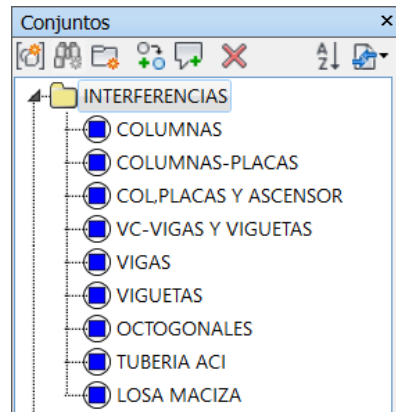 Conjuntos
INTERFERENCIAS
COLUMNAS
COLUMNAS-PLACAS
COL,PLACAS Y ASCENSOR
VC-VIGAS Y VIGUETAS
VIGAS
VIGUETAS
OCTOGONALES
TUBERIA ACI
LOSA MACIZA